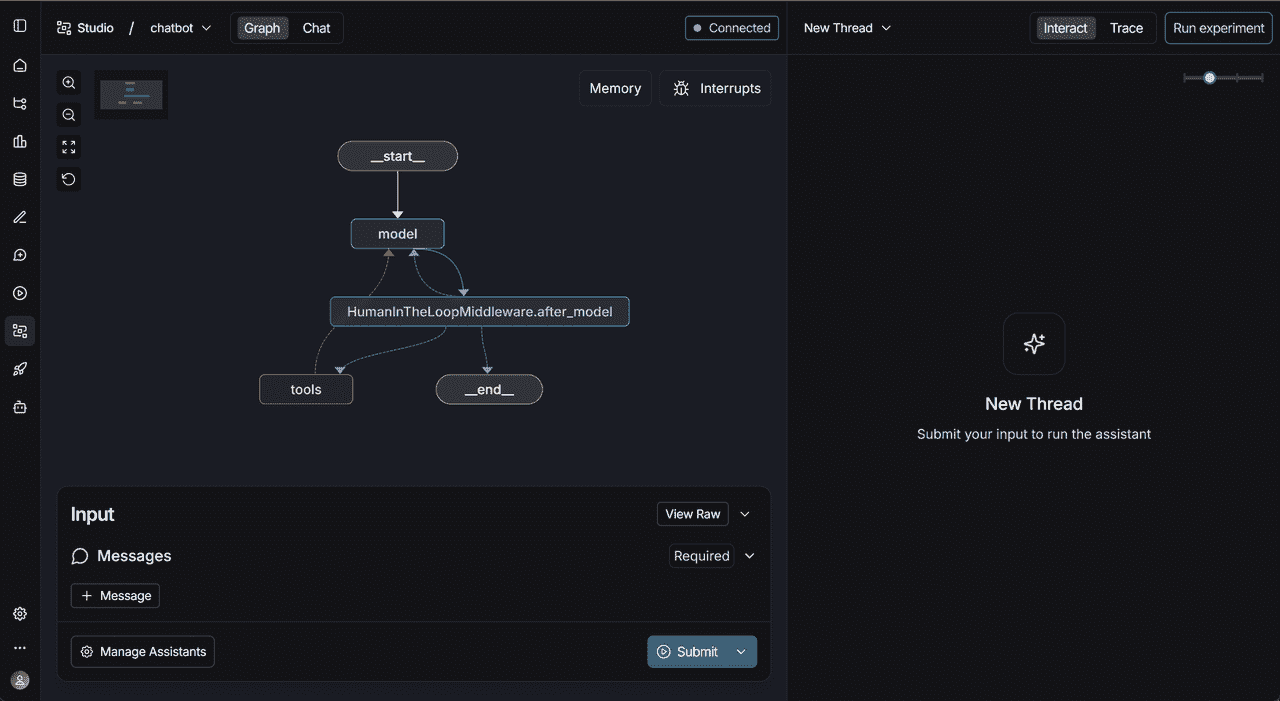 Studio / chatbot
Graph Chat
Connected
New Thread
Interact Trace
Run experiment
Memory
Interrupts
__start__
model
HumanInTheLoopMiddleware.after_model
tools
__end__
New Thread
Submit your input to run the assistant
Input
View Raw
Messages
Required
+ Message
Manage Assistants
Submit